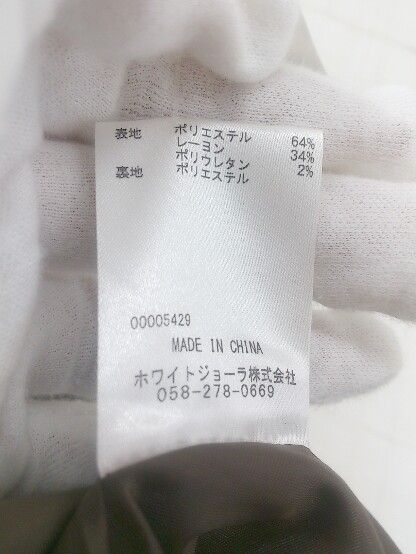 表地 ポリエステル 64%
レーヨン 34%
ポリウレタン 2%
裏地 ポリエステル
00005429
MADE IN CHINA
ホワイトジョーラ株式会社
058-278-0669